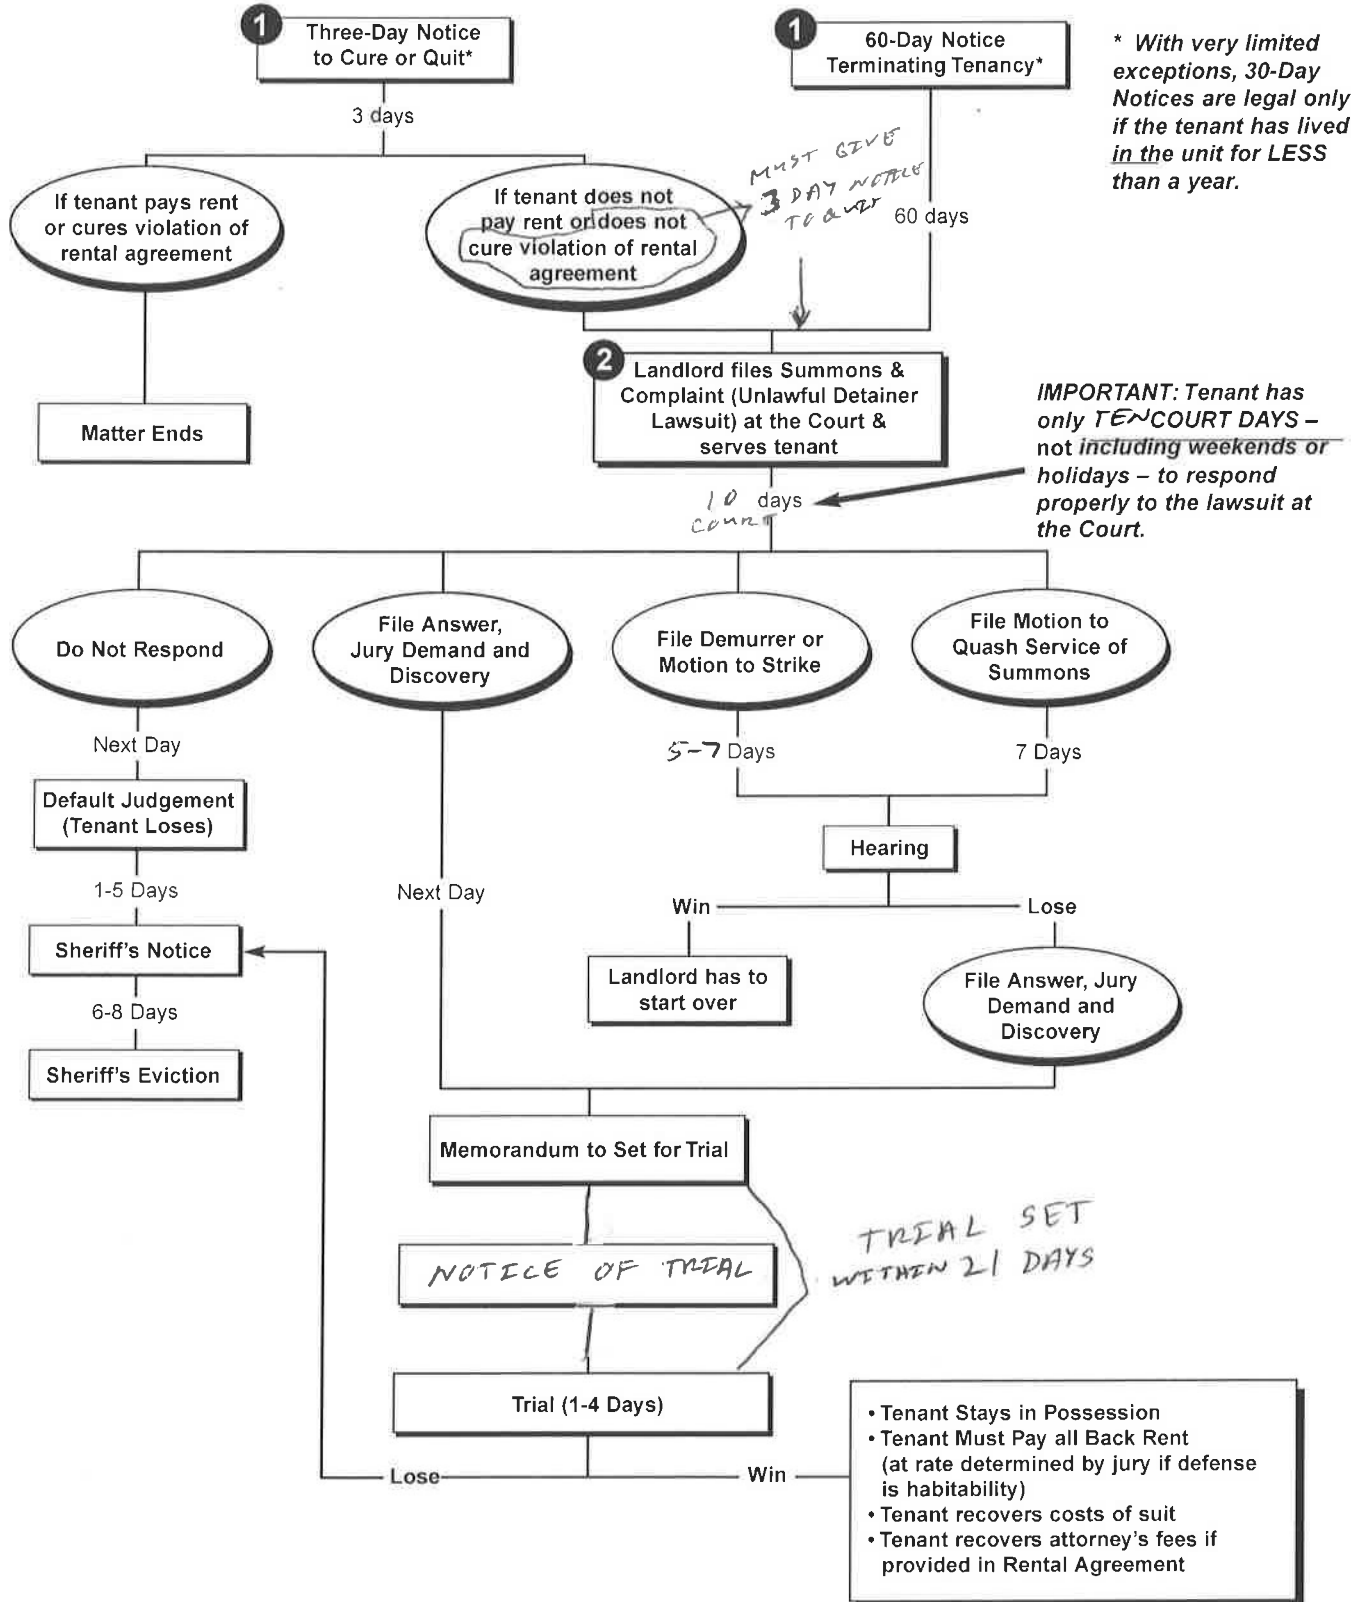 1
Three-Day Notice
to Cure or Quit*
1
60-Day Notice
Terminating Tenancy*
* With very limited
exceptions, 30-Day
Notices are legal only
if the tenant has lived
in the unit for LESS
than a year.
3 days
If tenant pays rent
or cures violation of
rental agreement
If tenant does not
pay rent or does not
cure violation of rental
agreement
MUST GIVE
3 DAY NOTICE
TO QUIT
60 days
Matter Ends
2
Landlord files Summons &
Complaint (Unlawful Detainer
Lawsuit) at the Court &
serves tenant
IMPORTANT: Tenant has
only TEN COURT DAYS –
not including weekends or
holidays – to respond
properly to the lawsuit at
the Court.
10 days
COURT
Do Not Respond
File Answer,
Jury Demand and
Discovery
File Demurrer or
Motion to Strike
File Motion to
Quash Service of
Summons
Next Day
5-7 Days
7 Days
Default Judgement
(Tenant Loses)
Hearing
1-5 Days
Next Day
Win
Lose
Sheriff's Notice
Landlord has to
start over
File Answer, Jury
Demand and
Discovery
6-8 Days
Sheriff's Eviction
Memorandum to Set for Trial
NOTICE OF TRIAL
TRIAL SET
WITHIN 21 DAYS
Trial (1-4 Days)
Lose
Win
• Tenant Stays in Possession
• Tenant Must Pay all Back Rent
(at rate determined by jury if defense
is habitability)
• Tenant recovers costs of suit
• Tenant recovers attorney's fees if
provided in Rental Agreement